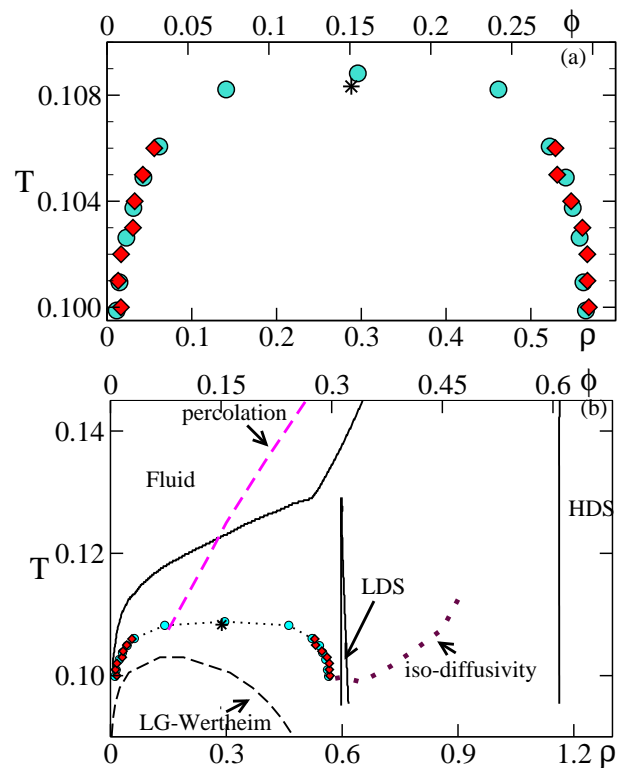 0 0.05 0.1 0.15 0.2 0.25 ϕ
(a)
0.108
T
0.104
0.100
0 0.1 0.2 0.3 0.4 0.5 ρ
0 0.15 0.3 0.46 0.61 ϕ
(b)
percolation
0.14
Fluid
HDS
0.12
T
LDS
0.10
iso-diffusivity
LG-Wertheim
0 0.3 0.6 0.9 1.2 ρ